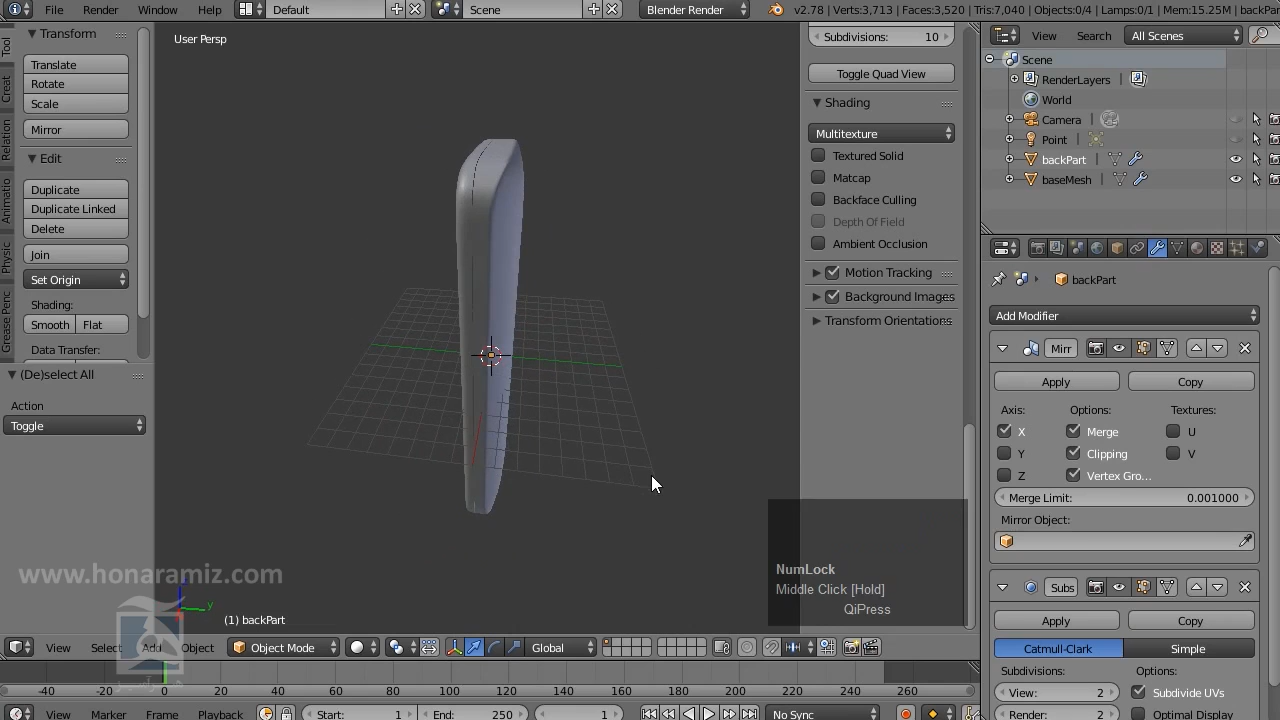 File Render Window Help Default Scene Blender Render v2.78 | Verts:3,713 | Faces:3,520 | Tris:7,040 | Objects:0/4 | Lamps:0/1 | Mem:15.25M | backPar
Tool
Creat
Relation
Animatio
Physic
Grease Penc
Transform
Translate
Rotate
Scale
Mirror
Edit
Duplicate
Duplicate Linked
Delete
Join
Set Origin
Shading:
Smooth Flat
Data Transfer:
(De)select All
Action
Toggle
User Persp
y
(1) backPart
www.honaramiz.com
NumLock
Middle Click [Hold]
QiPress
Subdivisions: 10
Toggle Quad View
Shading
Multitexture
Textured Solid
Matcap
Backface Culling
Depth Of Field
Ambient Occlusion
Motion Tracking
Background Images
Transform Orientations
View Search All Scenes
Scene
RenderLayers
World
Camera
Point
backPart
baseMesh
backPart
Add Modifier
Mirr
Apply Copy
Axis: Options: Textures:
X Merge U
Y Clipping V
Z Vertex Gro...
Merge Limit: 0.001000
Mirror Object:
Subs
Apply Copy
Catmull-Clark Simple
Subdivisions: Options:
View: 2 Subdivide UVs
Render: 2 Optimal Display
View Select Add Object Object Mode Global
-40 -20 0 20 40 60 80 100 120 140 160 180 200 220 240 260
View Marker Frame Playback Start: 1 End: 250 1 No Sync